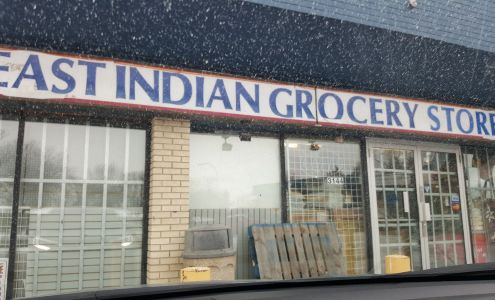 EAST INDIAN GROCERY STORE